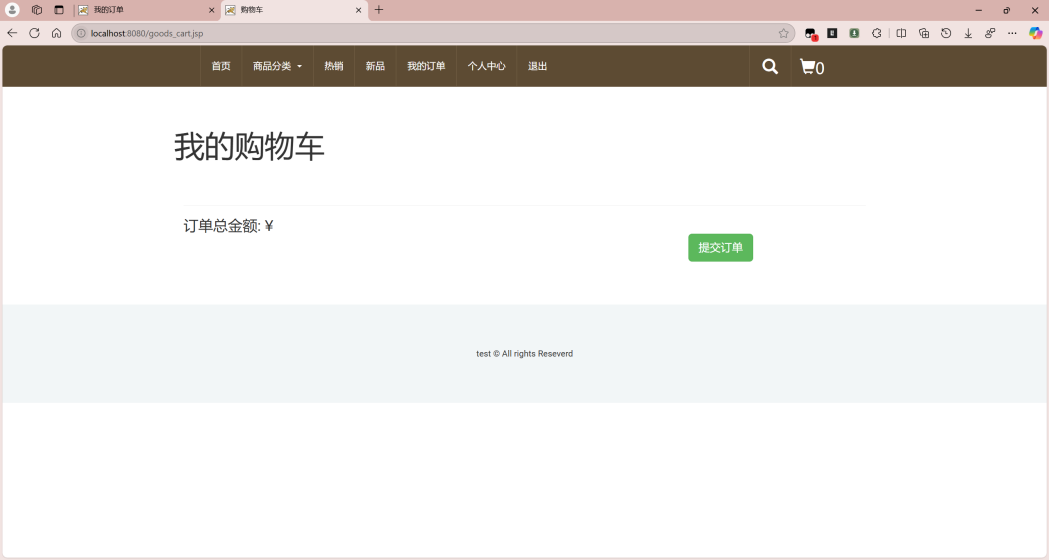 我的订单
购物车
localhost:8080/goods_cart.jsp
首页 商品分类 热销 新品 我的订单 个人中心 退出 0
我的购物车
订单总金额: ¥
提交订单
test © All rights Reseverd